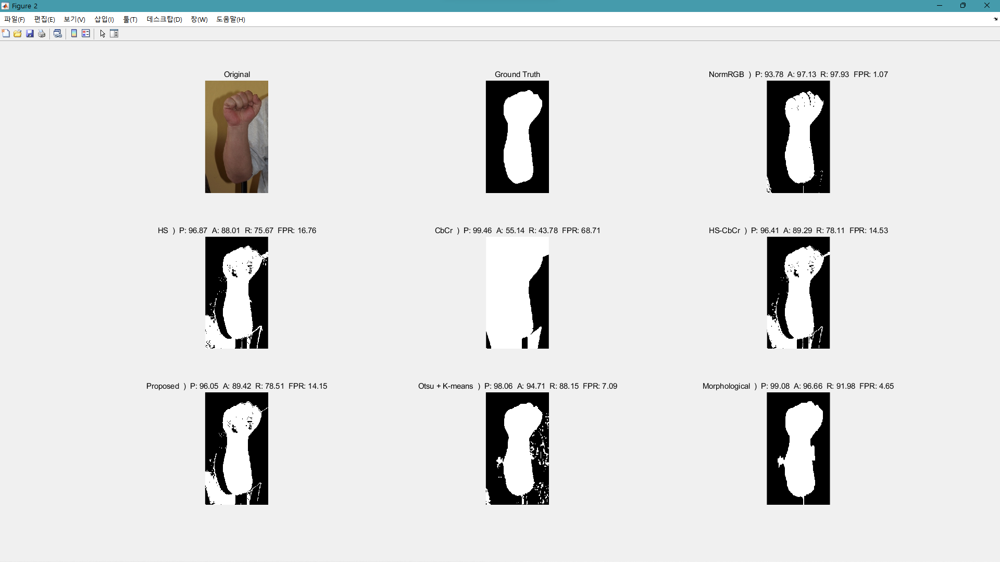 Figure 2
파일(F) 편집(E) 보기(V) 삽입(I) 툴(T) 데스크탑(D) 창(W) 도움말(H)
Original
Ground Truth
NormRGB ) P: 93.78 A: 97.13 R: 97.93 FPR: 1.07
HS ) P: 96.87 A: 88.01 R: 75.67 FPR: 16.76
CbCr ) P: 99.46 A: 55.14 R: 43.78 FPR: 68.71
HS-CbCr ) P: 96.41 A: 89.29 R: 78.11 FPR: 14.53
Proposed ) P: 96.05 A: 89.42 R: 78.51 FPR: 14.15
Otsu + K-means ) P: 98.06 A: 94.71 R: 88.15 FPR: 7.09
Morphological ) P: 99.08 A: 96.66 R: 91.98 FPR: 4.65